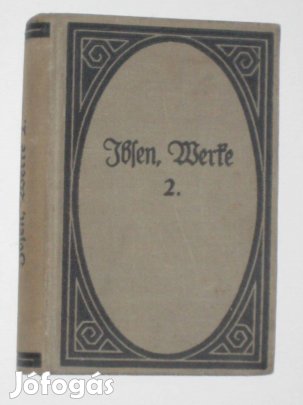 Ibsen, Werke
2.
Ibsen, Werke 2.
Jófogás